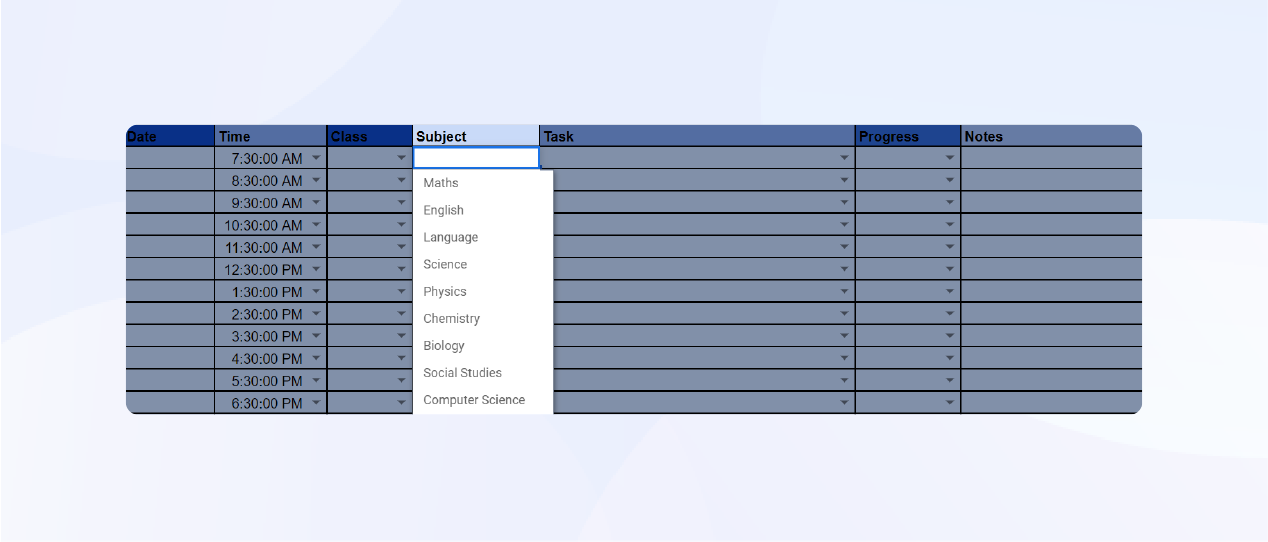 Date Time Class Subject Task Progress Notes
7:30:00 AM
8:30:00 AM Maths
9:30:00 AM English
10:30:00 AM Language
11:30:00 AM Science
12:30:00 PM
1:30:00 PM Physics
2:30:00 PM Chemistry
3:30:00 PM Biology
4:30:00 PM
5:30:00 PM Social Studies
6:30:00 PM Computer Science